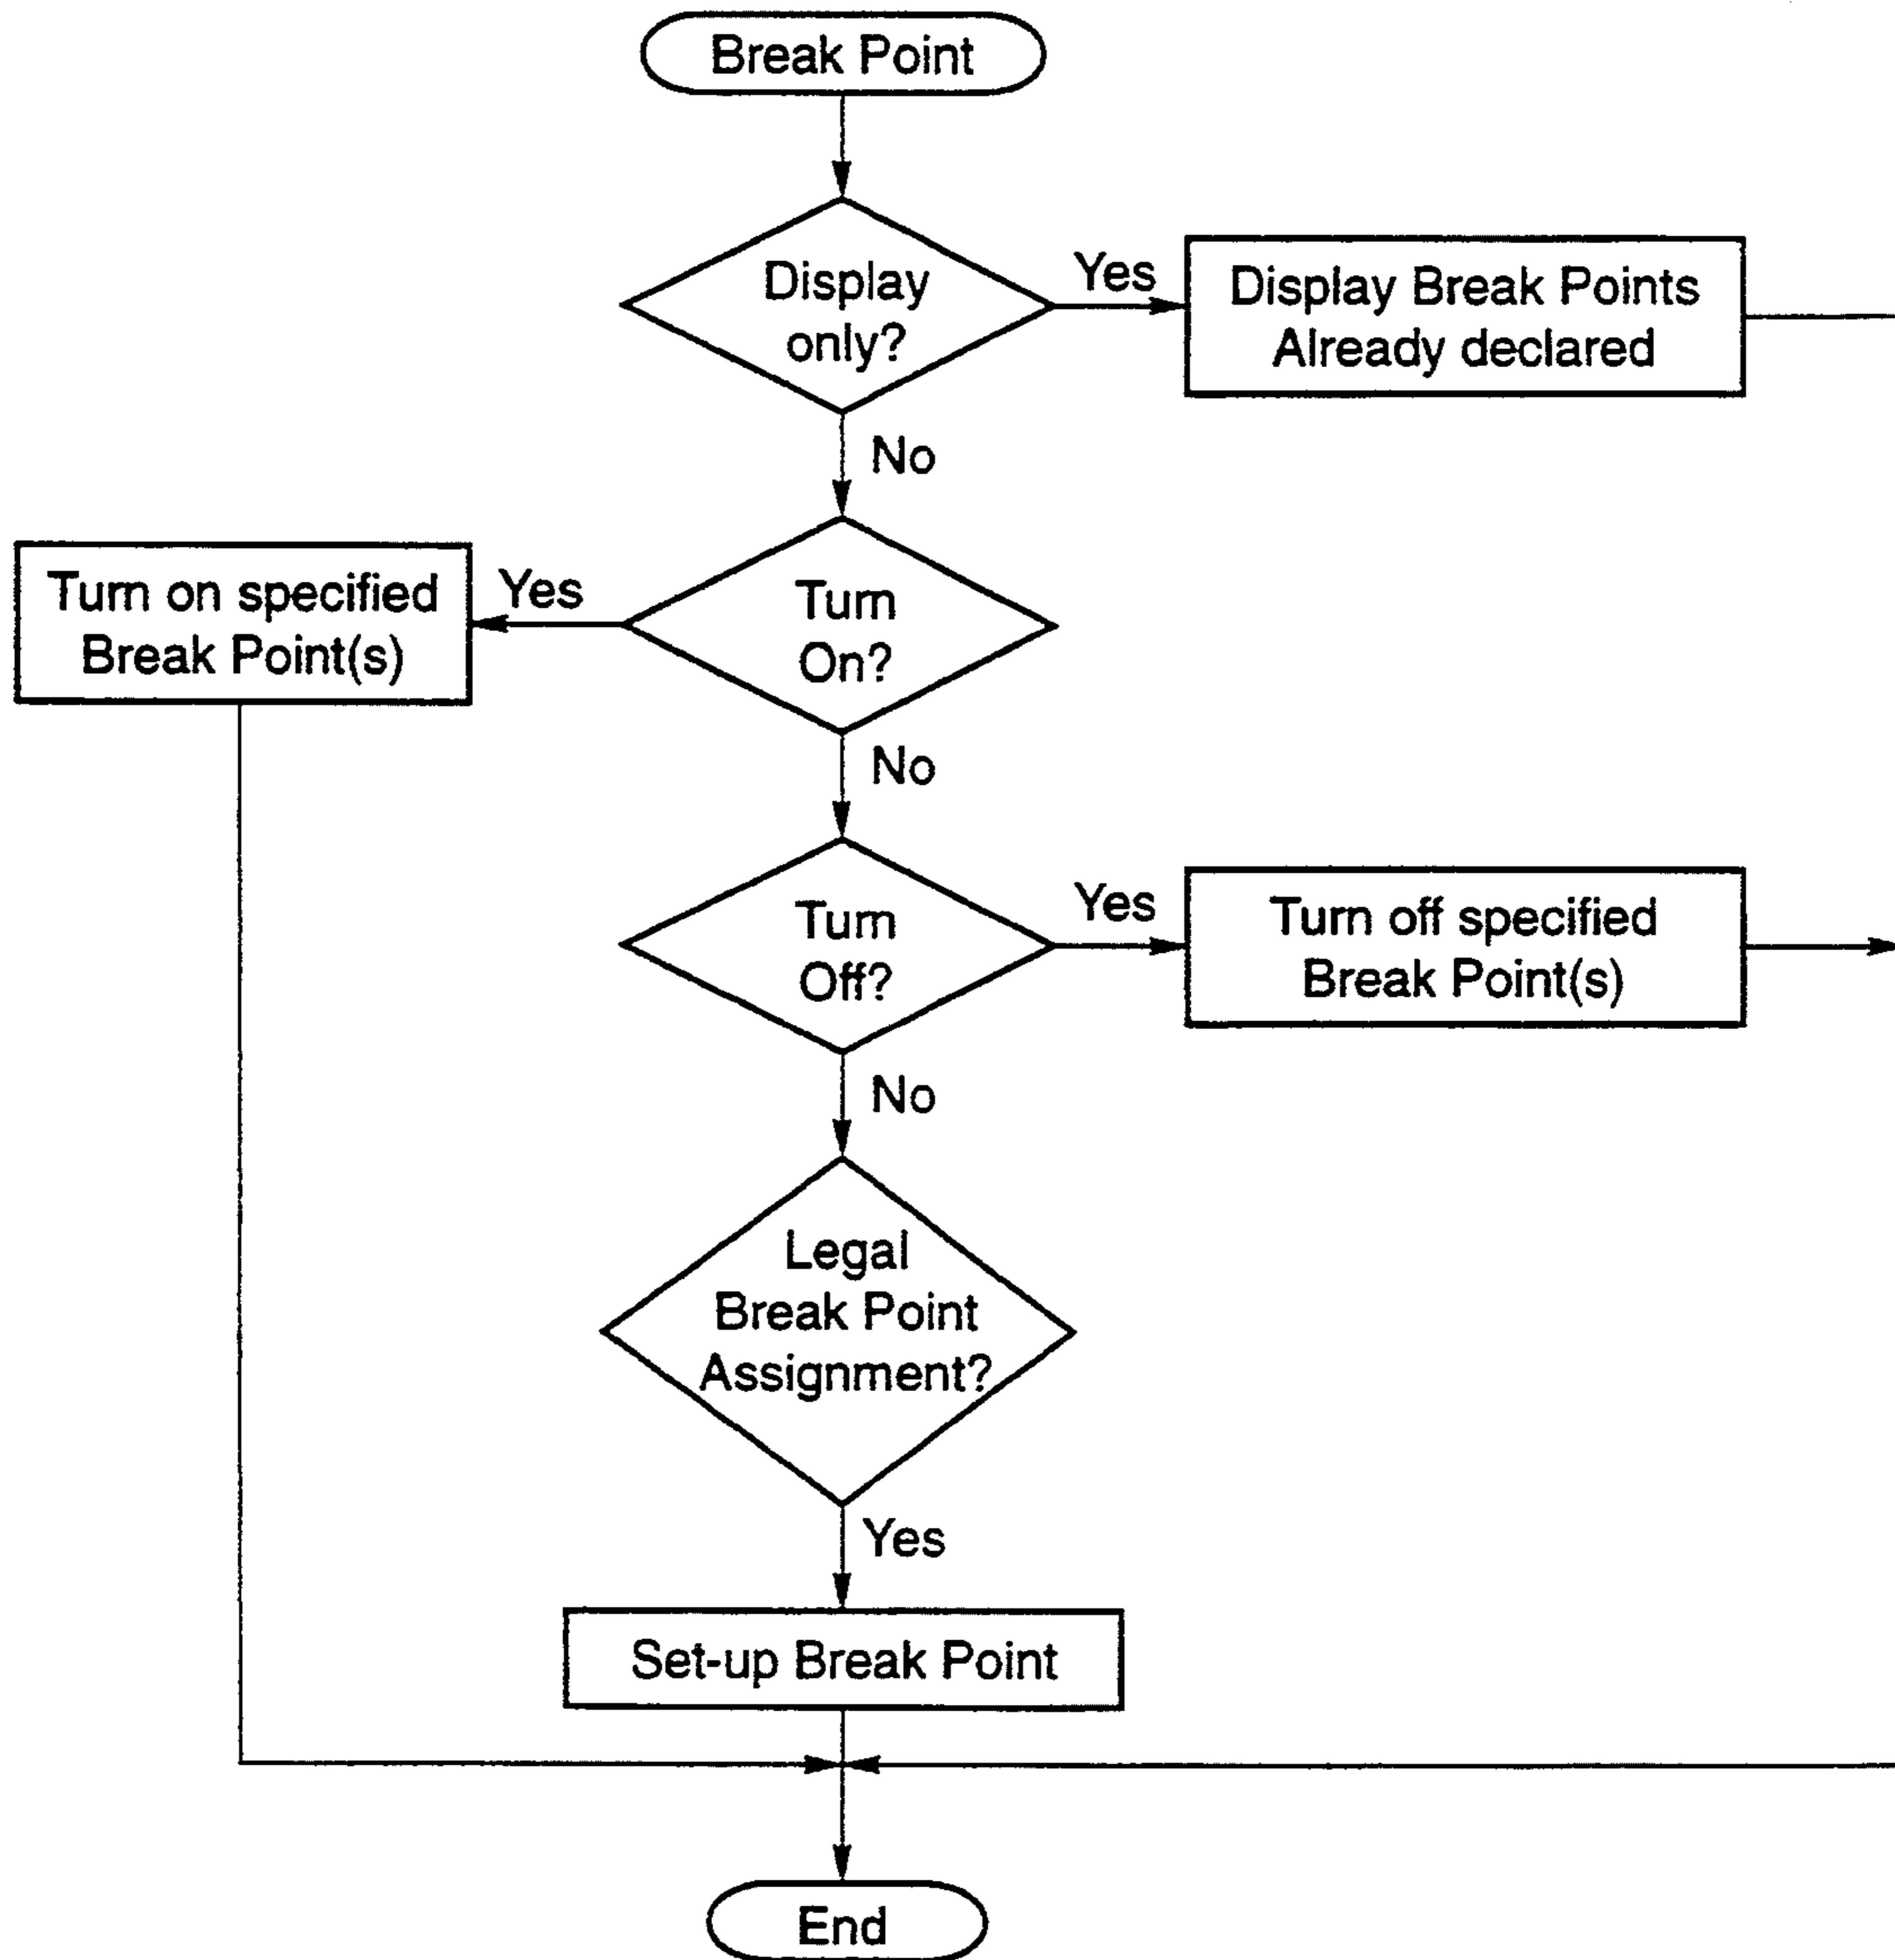 Break Point
Display
only?
Yes
Display Break Points
Already declared
No
Turn on specified
Break Point(s)
Yes
Turn
On?
No
Turn
Off?
Yes
Turn off specified
Break Point(s)
No
Legal
Break Point
Assignment?
Yes
Set-up Break Point
End